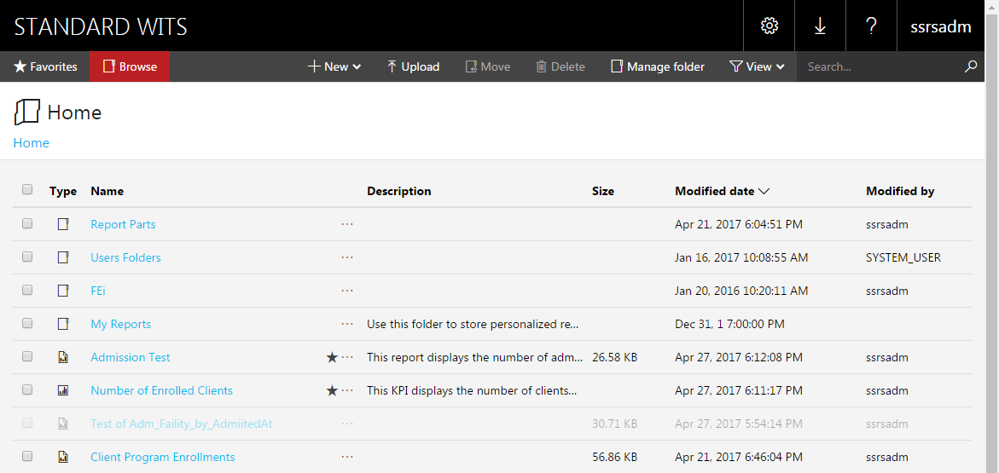 STANDARD WITS ? ssrsadm
Favorites Browse New Upload Move Delete Manage folder View Search...
Home
Home
Type Name Description Size Modified date Modified by
Report Parts ... Apr 21, 2017 6:04:51 PM ssrsadm
Users Folders ... Jan 16, 2017 10:08:55 AM SYSTEM_USER
FEi ... Jan 20, 2016 10:20:11 AM ssrsadm
My Reports ... Use this folder to store personalized re... Dec 31, 1 7:00:00 PM
Admission Test ... This report displays the number of adm... 26.58 KB Apr 27, 2017 6:12:08 PM ssrsadm
Number of Enrolled Clients ... This KPI displays the number of clients... Apr 27, 2017 6:11:17 PM ssrsadm
Test of Adm_Faility_by_AdmiitedAt ... 30.71 KB Apr 27, 2017 5:54:14 PM ssrsadm
Client Program Enrollments ... 56.86 KB Apr 21, 2017 6:46:04 PM ssrsadm